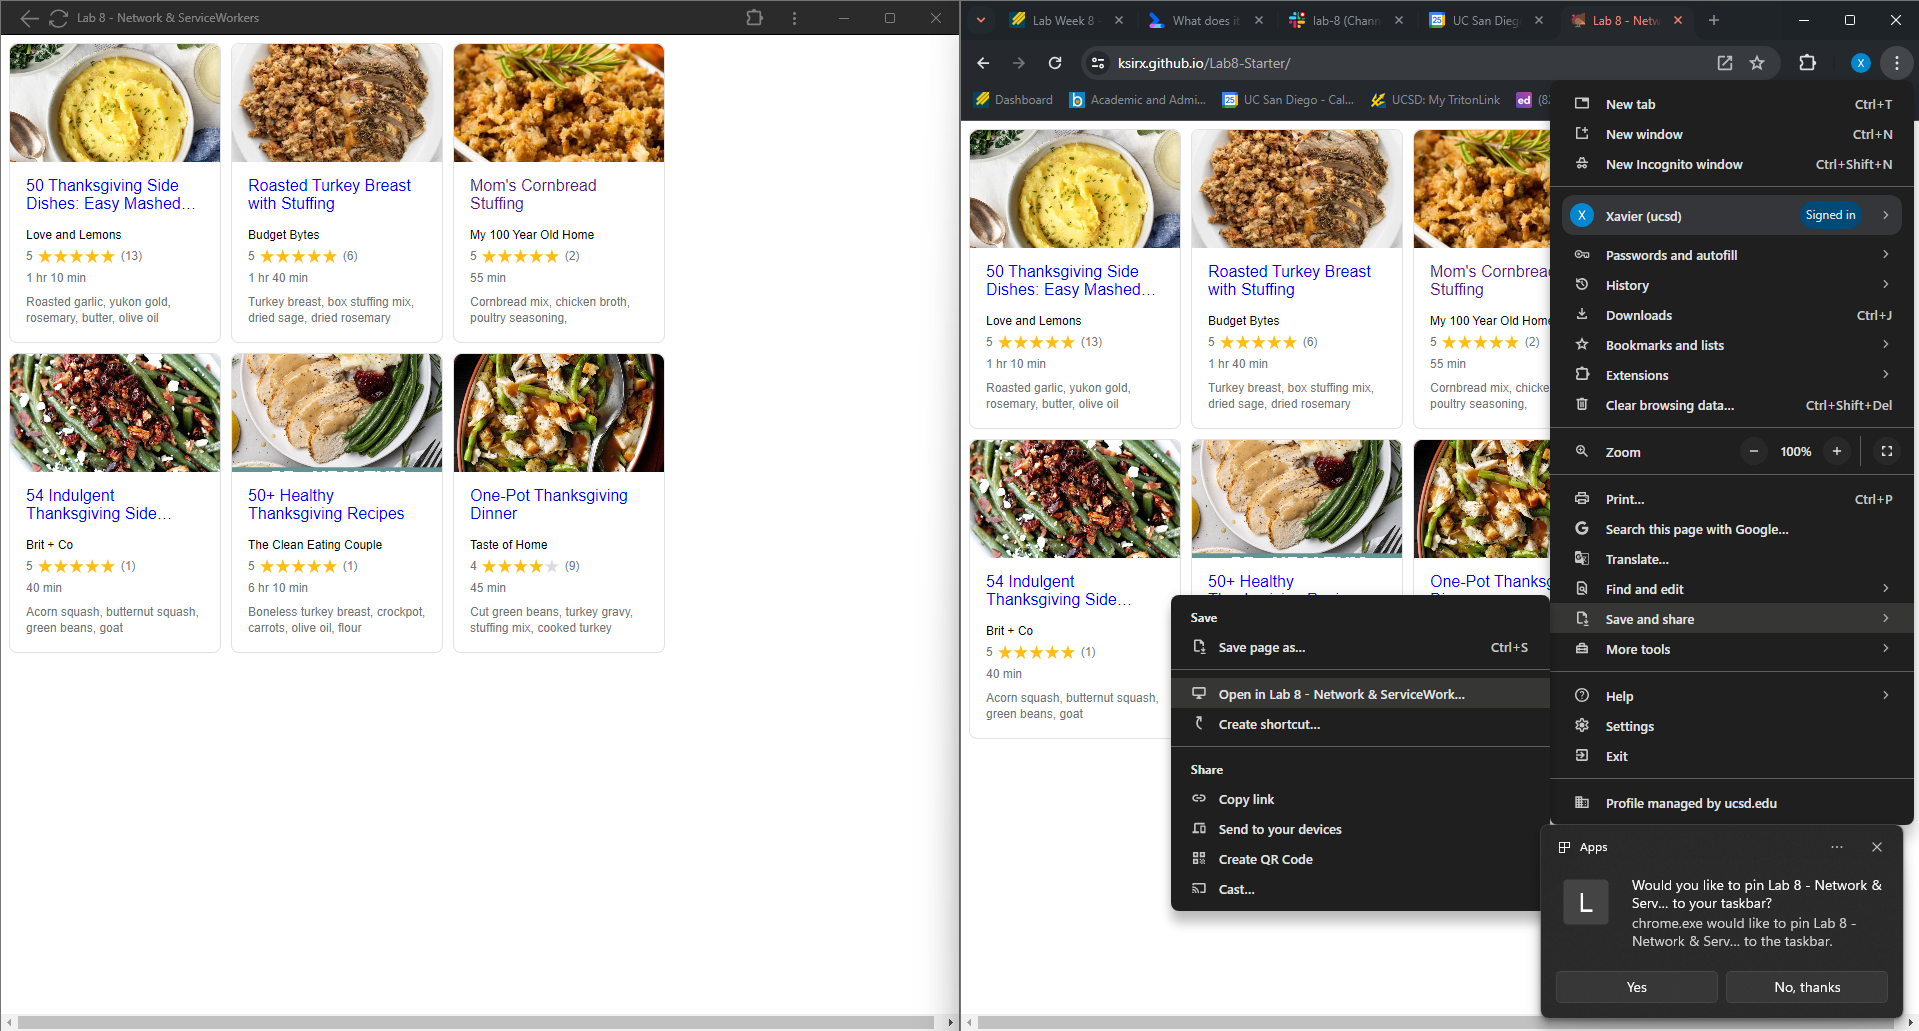 Lab 8 - Network & ServiceWorkers
50 Thanksgiving Side
Dishes: Easy Mashed...
Love and Lemons
5 ★★★★★ (13)
1 hr 10 min
Roasted garlic, yukon gold,
rosemary, butter, olive oil
Roasted Turkey Breast
with Stuffing
Budget Bytes
5 ★★★★★ (6)
1 hr 40 min
Turkey breast, box stuffing mix,
dried sage, dried rosemary
Mom's Cornbread
Stuffing
My 100 Year Old Home
5 ★★★★★ (2)
55 min
Cornbread mix, chicken broth,
poultry seasoning,
54 Indulgent
Thanksgiving Side...
Brit + Co
5 ★★★★★ (1)
40 min
Acorn squash, butternut squash,
green beans, goat
50+ Healthy
Thanksgiving Recipes
The Clean Eating Couple
5 ★★★★★ (1)
6 hr 10 min
Boneless turkey breast, crockpot,
carrots, olive oil, flour
One-Pot Thanksgiving
Dinner
Taste of Home
4 ★★★★★ (9)
45 min
Cut green beans, turkey gravy,
stuffing mix, cooked turkey
Lab Week 8 -
What does it
lab-8 (Chann
UC San Dieg
Lab 8 - Netw
ksirx.github.io/Lab8-Starter/
X
Dashboard
Academic and Admi...
UC San Diego - Cal...
UCSD: My TritonLink
ed
50 Thanksgiving Side
Dishes: Easy Mashed...
Love and Lemons
5 ★★★★★ (13)
1 hr 10 min
Roasted garlic, yukon gold,
rosemary, butter, olive oil
Roasted Turkey Breast
with Stuffing
Budget Bytes
5 ★★★★★ (6)
1 hr 40 min
Turkey breast, box stuffing mix,
dried sage, dried rosemary
Mom's Cornbread
Stuffing
My 100 Year Old Home
5 ★★★★★ (2)
55 min
Cornbread mix, chicke
poultry seasoning,
54 Indulgent
Thanksgiving Side...
Brit + Co
5 ★★★★★ (1)
40 min
Acorn squash, butternut squash,
green beans, goat
50+ Healthy
One-Pot Thanksg
New tab Ctrl+T
New window Ctrl+N
New Incognito window Ctrl+Shift+N
X Xavier (ucsd) Signed in
Passwords and autofill
History
Downloads Ctrl+J
Bookmarks and lists
Extensions
Clear browsing data... Ctrl+Shift+Del
Zoom − 100% +
Print... Ctrl+P
Search this page with Google...
Translate...
Find and edit
Save and share
More tools
Help
Settings
Exit
Profile managed by ucsd.edu
Save
Save page as... Ctrl+S
Open in Lab 8 - Network & ServiceWork...
Create shortcut...
Share
Copy link
Send to your devices
Create QR Code
Cast...
Apps
L
Would you like to pin Lab 8 - Network &
Serv... to your taskbar?
chrome.exe would like to pin Lab 8 -
Network & Serv... to the taskbar.
Yes
No, thanks